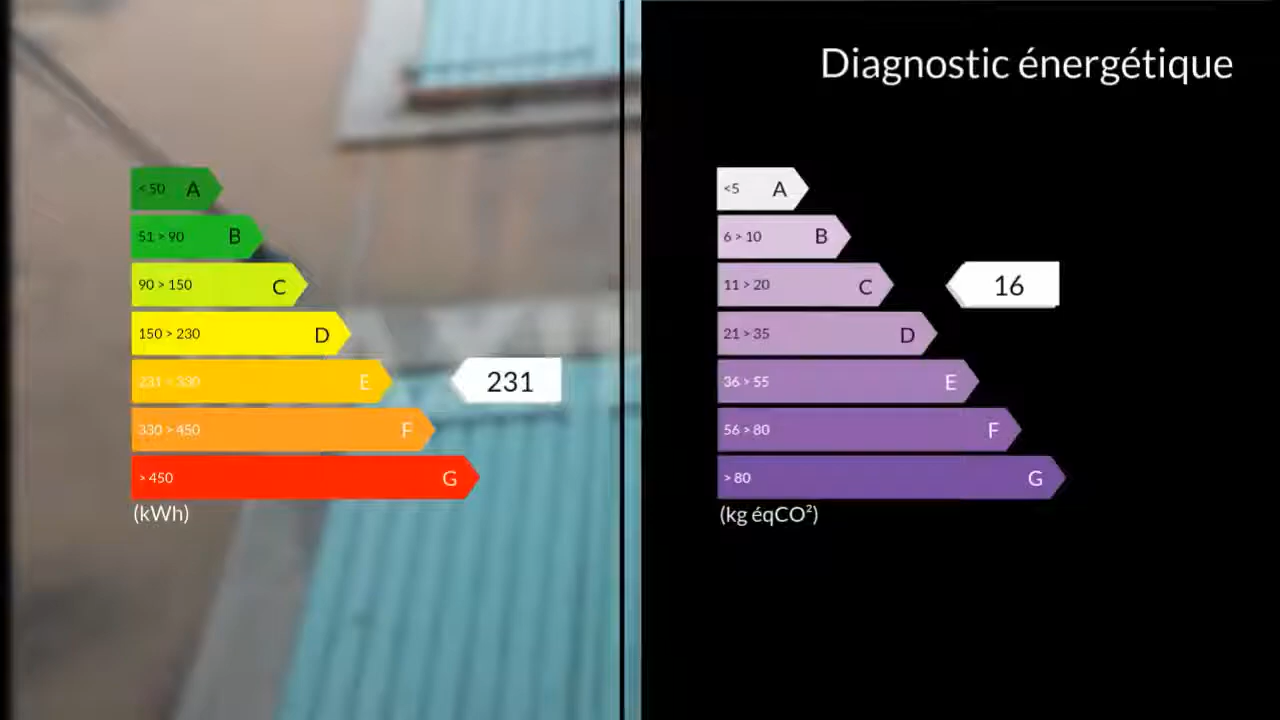 Diagnostic énergétique
< 50 A
51 > 90 B
90 > 150 C
150 > 230 D
231 > 330 E
231
330 > 450 F
> 450 G
(kWh)
<5 A
6 > 10 B
11 > 20 C
16
21 > 35 D
36 > 55 E
56 > 80 F
> 80 G
(kg éqCO²)